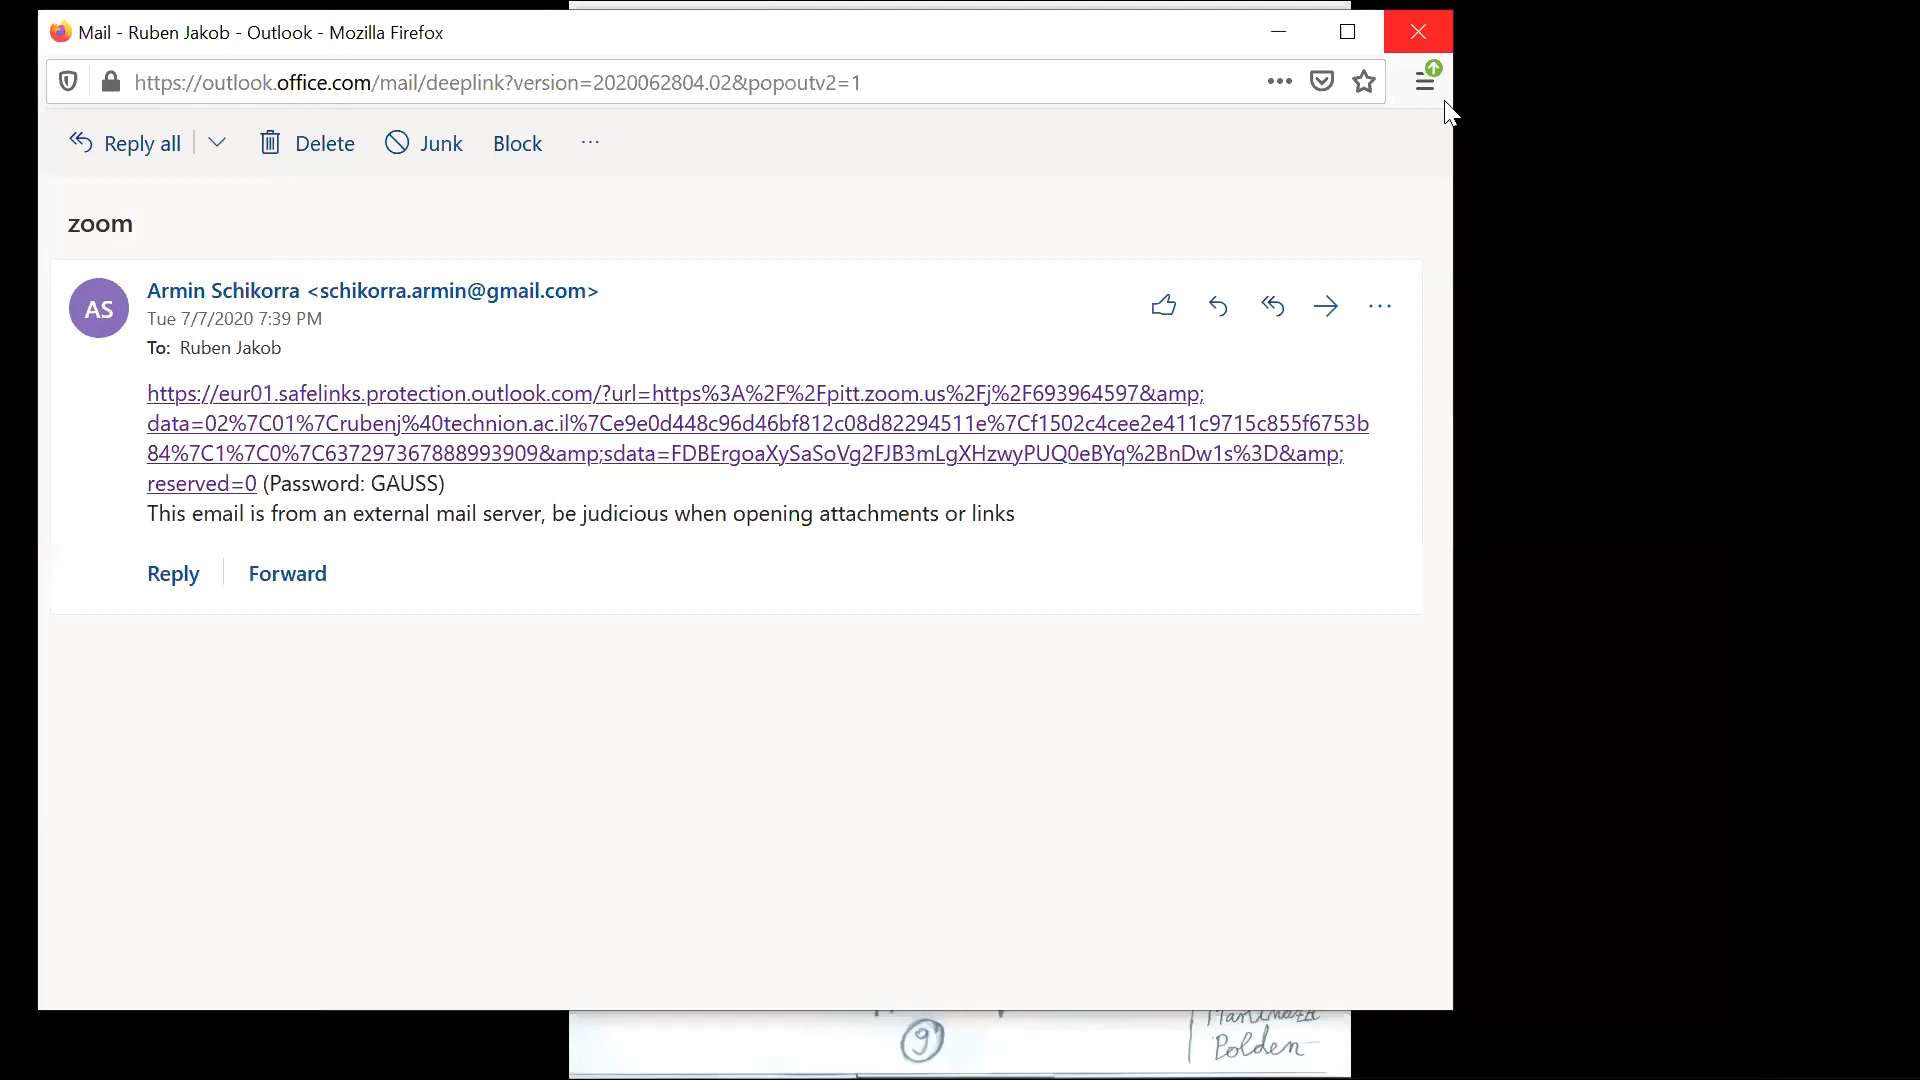 Mail - Ruben Jakob - Outlook - Mozilla Firefox
https://outlook.office.com/mail/deeplink?version=2020062804.02&popoutv2=1
Reply all
Delete
Junk
Block
zoom
AS
Armin Schikorra <schikorra.armin@gmail.com>
Tue 7/7/2020 7:39 PM
To: Ruben Jakob
https://eur01.safelinks.protection.outlook.com/?url=https%3A%2F%2Fpitt.zoom.us%2Fj%2F693964597&amp;
data=02%7C01%7Crubenj%40technion.ac.il%7Ce9e0d448c96d46bf812c08d82294511e%7Cf1502c4cee2e411c9715c855f6753b
84%7C1%7C0%7C637297367888993909&amp;sdata=FDBErgoaXySaSoVg2FJB3mLgXHzwyPUQ0eBYq%2BnDw1s%3D&amp;
reserved=0 (Password: GAUSS)
This email is from an external mail server, be judicious when opening attachments or links
Reply
Forward
9
Polden